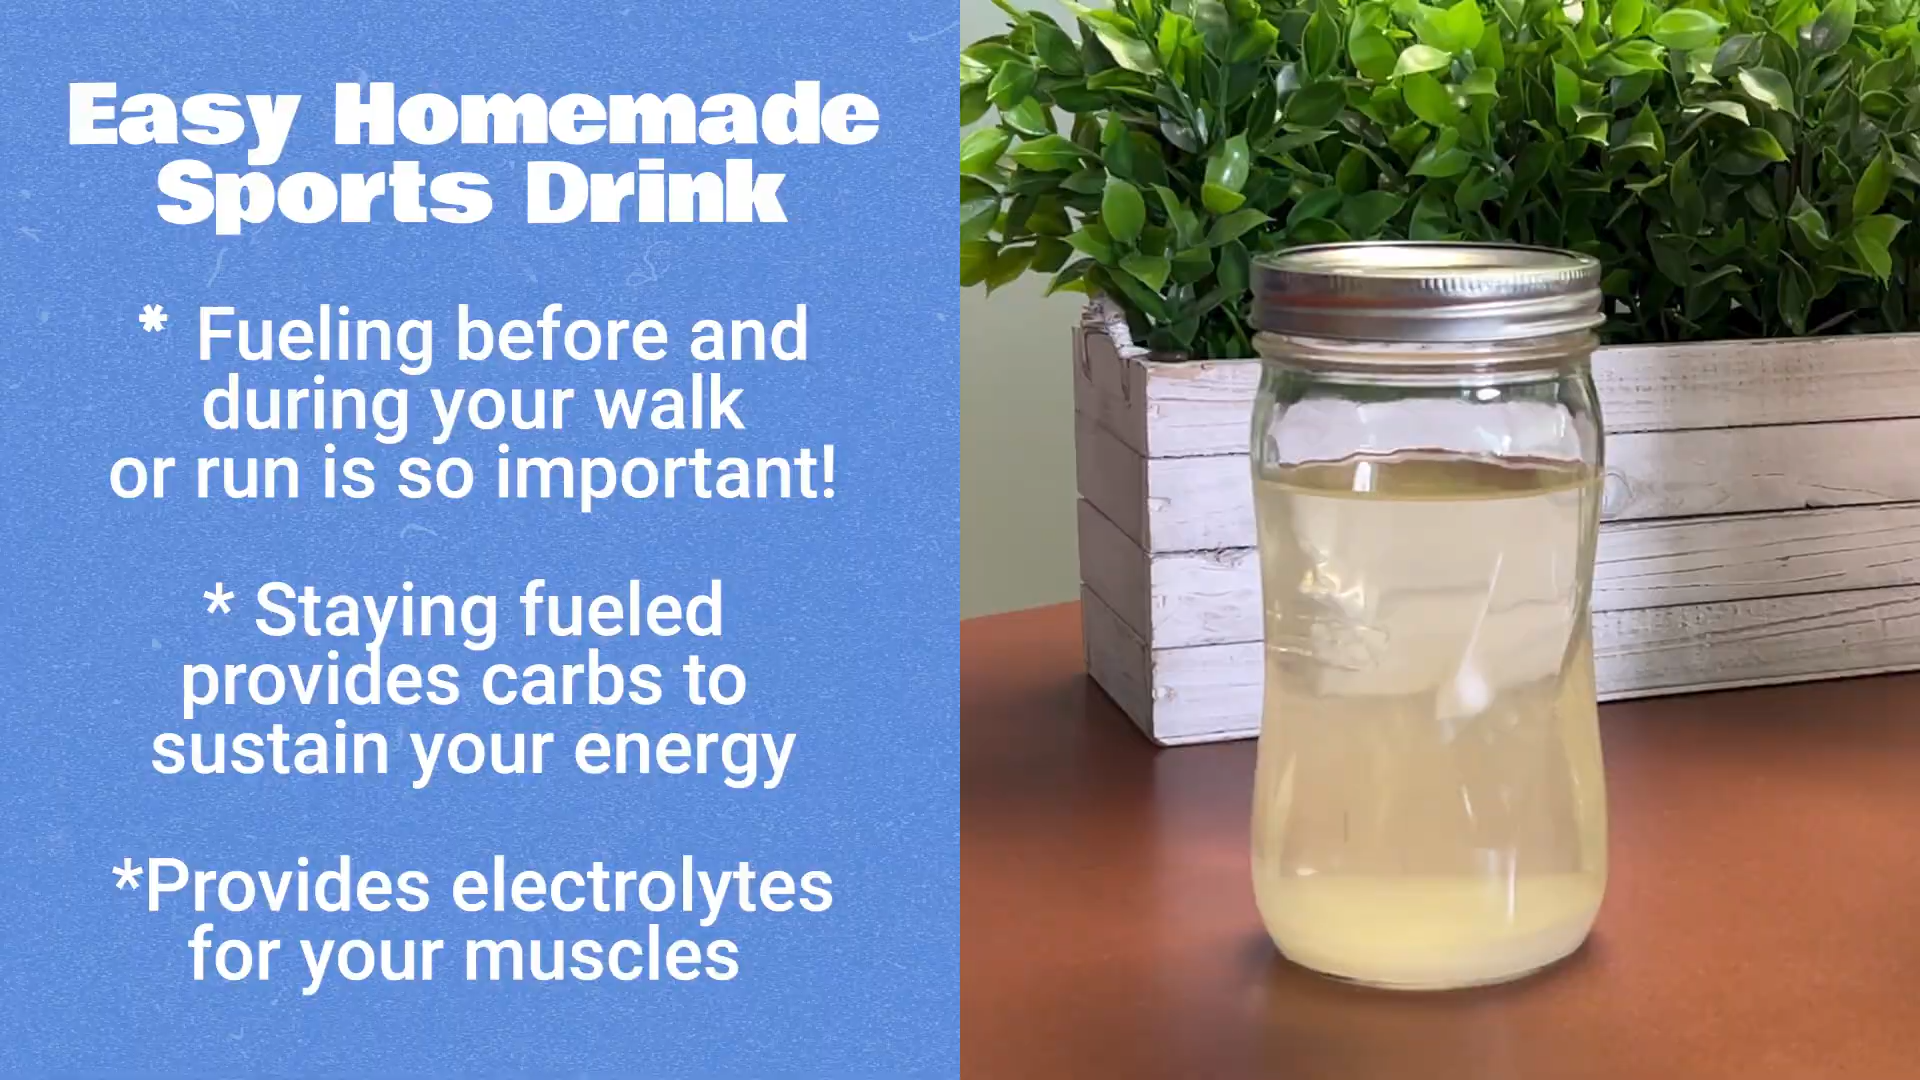 Easy Homemade
Sports Drink
* Fueling before and
during your walk
or run is so important!
* Staying fueled
provides carbs to
sustain your energy
*Provides electrolytes
for your muscles